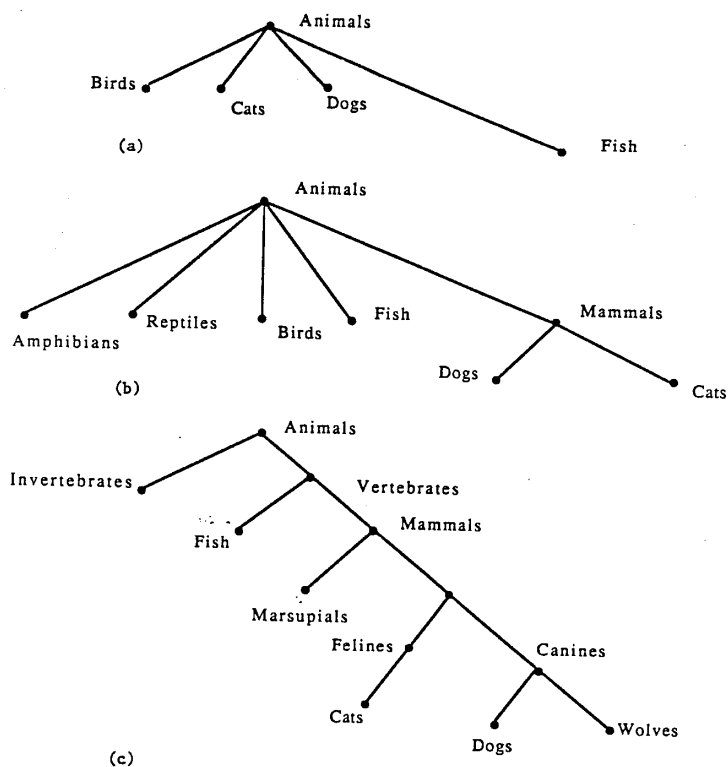 Animals
Birds
Cats
Dogs
(a)
Fish
Animals
Amphibians
Reptiles
Birds
Fish
Mammals
Dogs
Cats
(b)
Animals
Invertebrates
Vertebrates
Fish
Mammals
Marsupials
Felines
Canines
Cats
Dogs
Wolves
(c)